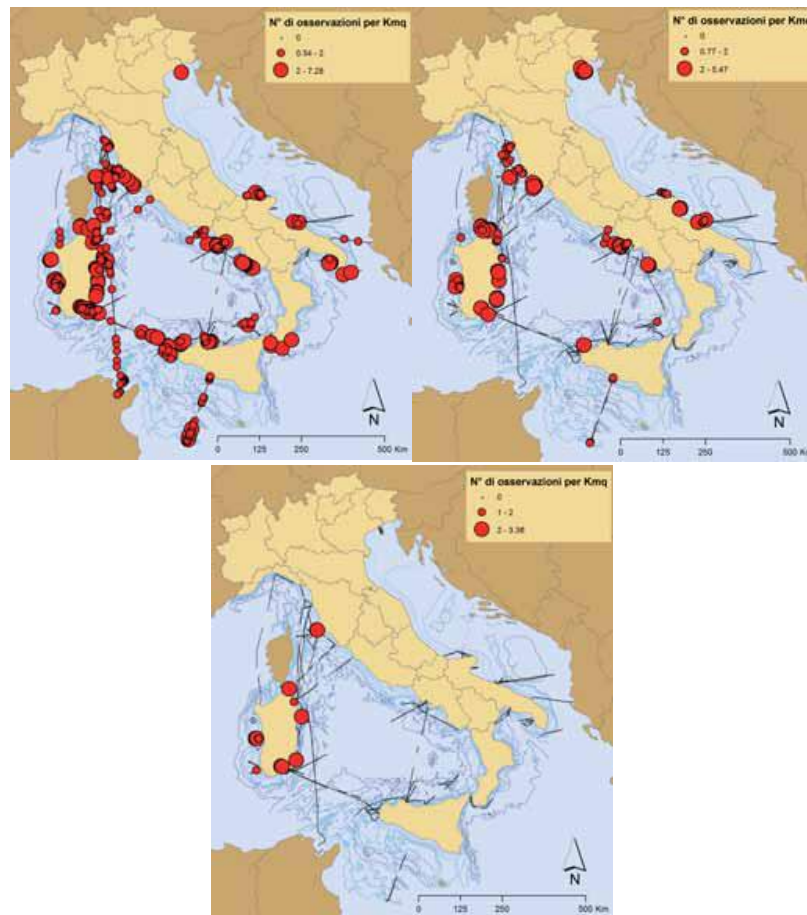 N° di osservazioni per Kmq
0
0.54 - 2
2 - 7.28
N
0 125 250 500 Km
N° di osservazioni per Kmq
0
0.77 - 2
2 - 5.47
N
0 125 250 500 Km
N° di osservazioni per Kmq
0
1 - 2
2 - 3.38
N
0 125 250 500 Km